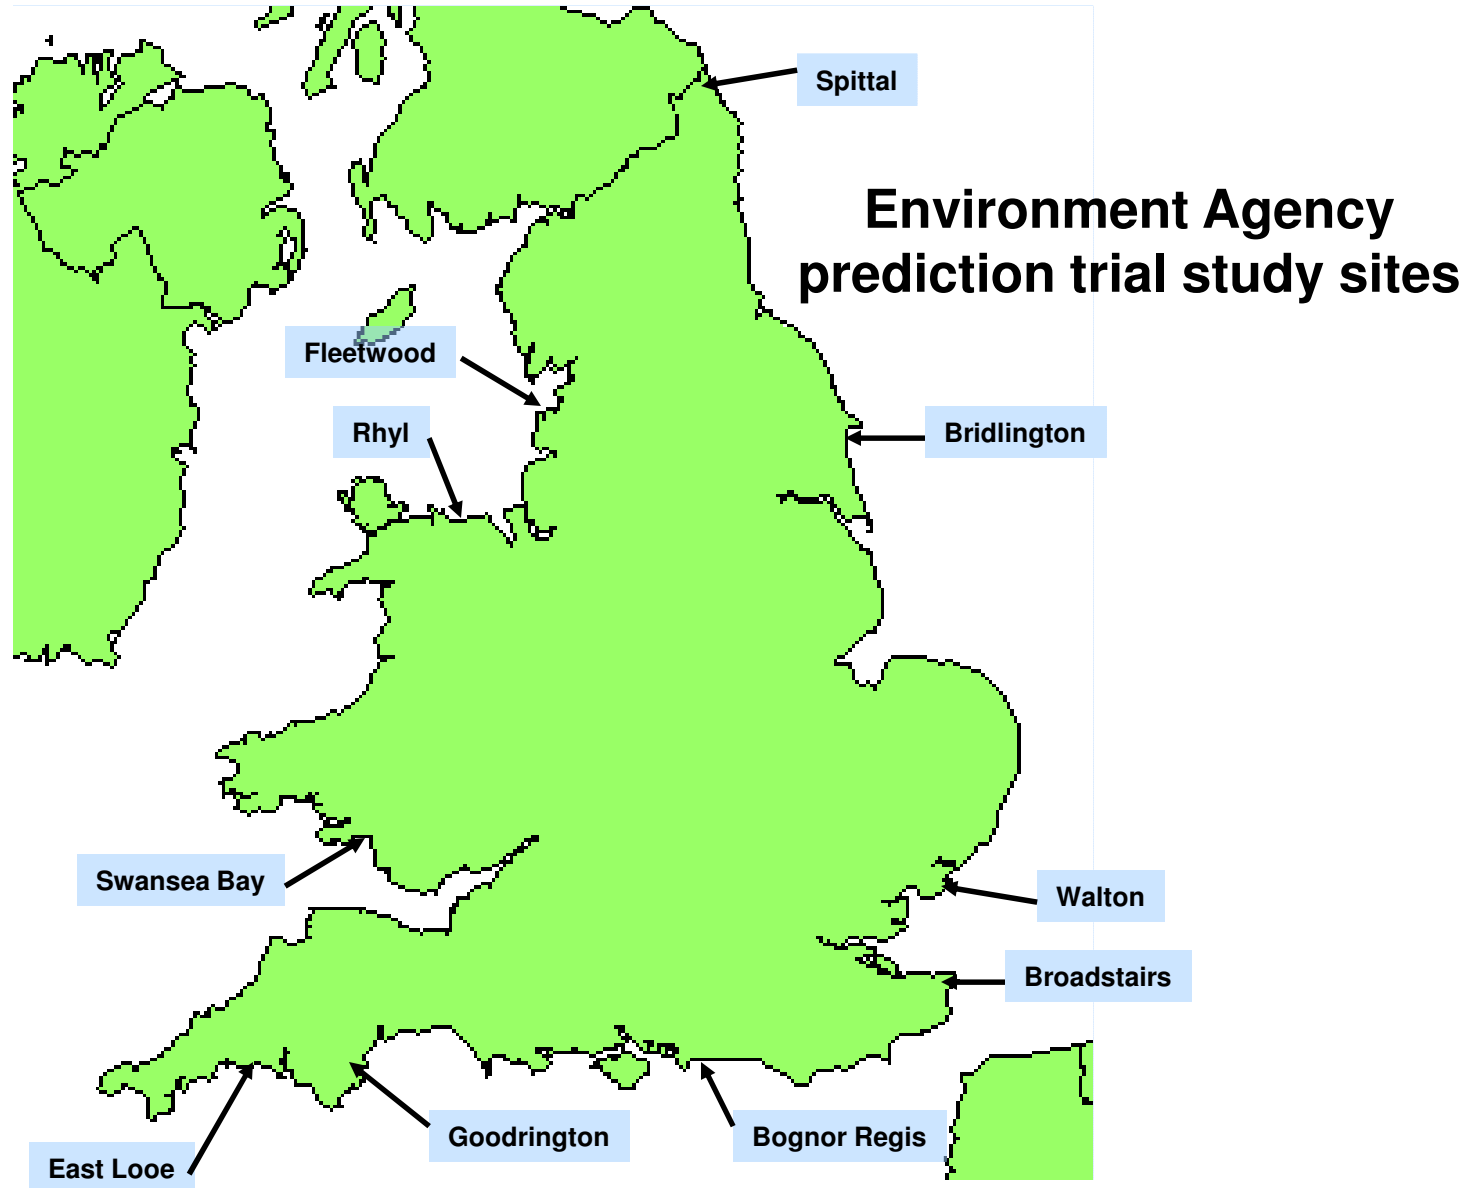 Spittal
Environment Agency
prediction trial study sites
Fleetwood
Rhyl
Bridlington
Swansea Bay
Walton
Broadstairs
Goodrington
Bognor Regis
East Looe